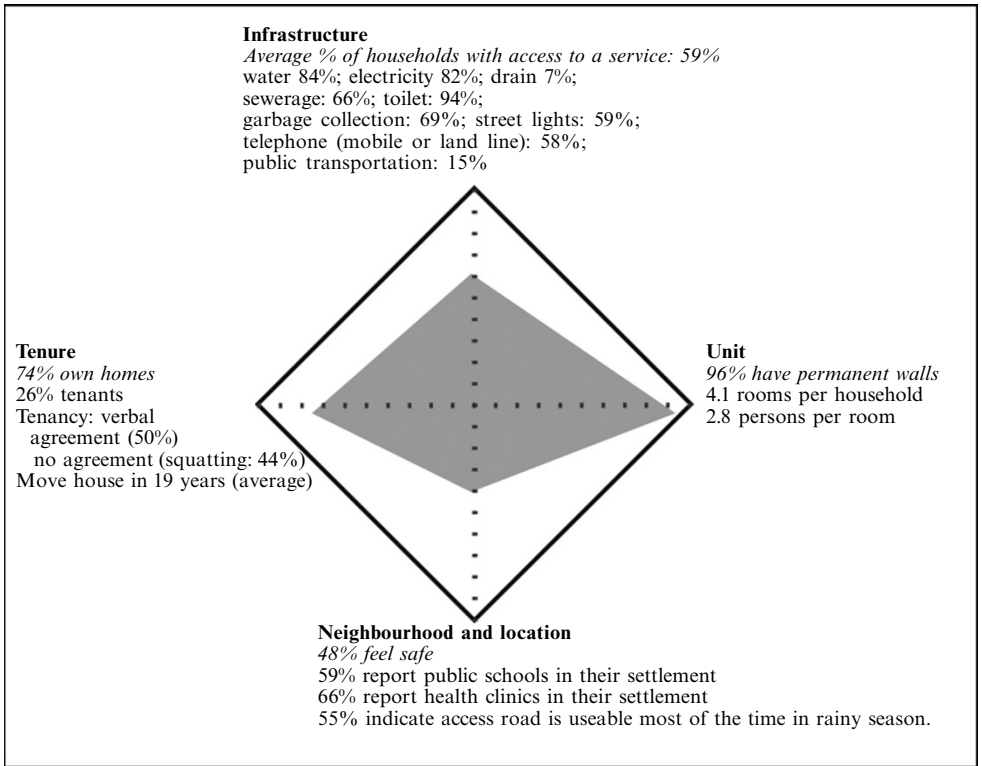 Infrastructure
Average % of households with access to a service: 59%
water 84%; electricity 82%; drain 7%;
sewerage: 66%; toilet: 94%;
garbage collection: 69%; street lights: 59%;
telephone (mobile or land line): 58%;
public transportation: 15%
Tenure
74% own homes
26% tenants
Tenancy: verbal
agreement (50%)
no agreement (squatting: 44%)
Move house in 19 years (average)
Unit
96% have permanent walls
4.1 rooms per household
2.8 persons per room
Neighbourhood and location
48% feel safe
59% report public schools in their settlement
66% report health clinics in their settlement
55% indicate access road is useable most of the time in rainy season.